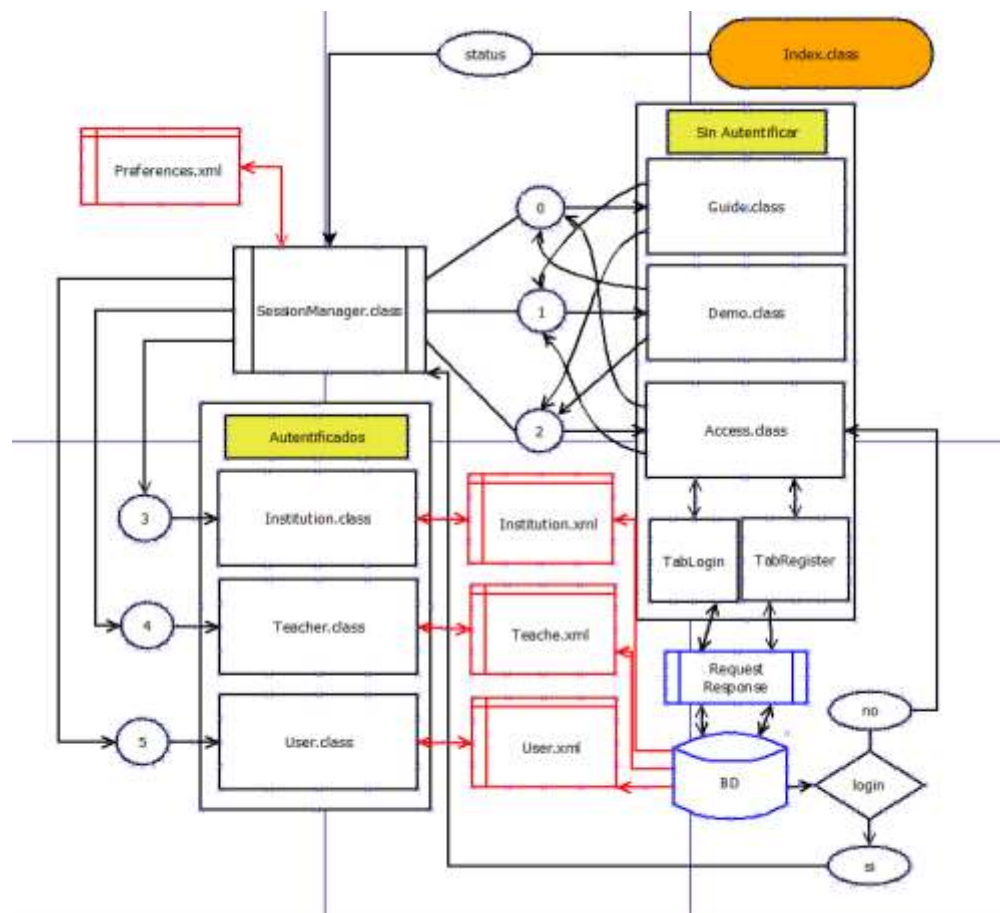 status
Index.class
Sin Autentificar
Preferences.xml
Guide.class
0
SessionManager.class
1
Demo.class
2
Access.class
Autentificados
3
Institution.class
Institution.xml
TabLogin
TabRegister
4
Teacher.class
Teache.xml
Request
Response
no
5
User.class
User.xml
BD
login
si